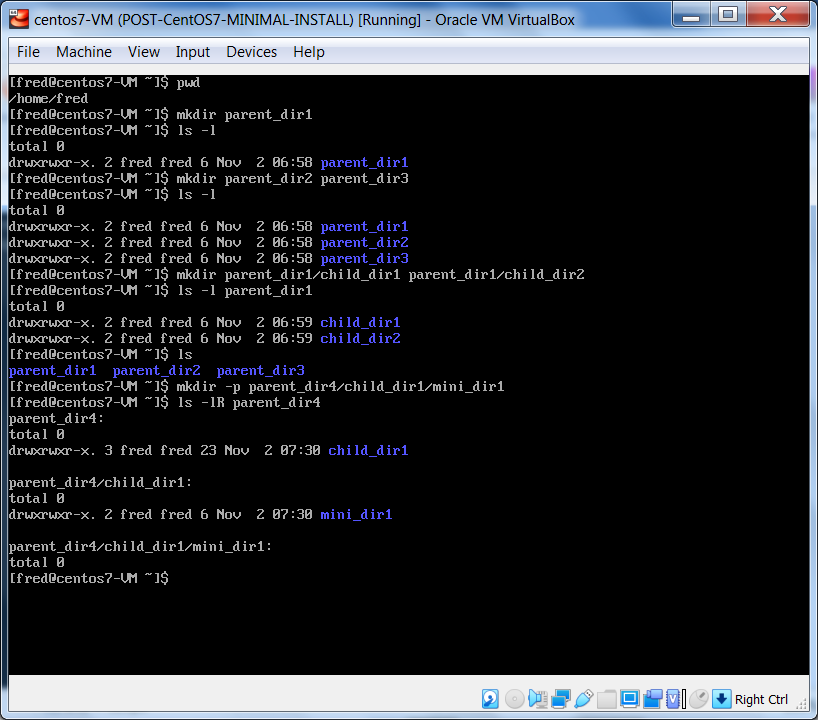 centos7-VM (POST-CentOS7-MINIMAL-INSTALL) [Running] - Oracle VM VirtualBox
File Machine View Input Devices Help
[fred@centos7-VM ~]$ pwd
/home/fred
[fred@centos7-VM ~]$ mkdir parent_dir1
[fred@centos7-VM ~]$ ls -l
total 0
drwxrwxr-x. 2 fred fred 6 Nov  2 06:58 parent_dir1
[fred@centos7-VM ~]$ mkdir parent_dir2 parent_dir3
[fred@centos7-VM ~]$ ls -l
total 0
drwxrwxr-x. 2 fred fred 6 Nov  2 06:58 parent_dir1
drwxrwxr-x. 2 fred fred 6 Nov  2 06:58 parent_dir2
drwxrwxr-x. 2 fred fred 6 Nov  2 06:58 parent_dir3
[fred@centos7-VM ~]$ mkdir parent_dir1/child_dir1 parent_dir1/child_dir2
[fred@centos7-VM ~]$ ls -l parent_dir1
total 0
drwxrwxr-x. 2 fred fred 6 Nov  2 06:59 child_dir1
drwxrwxr-x. 2 fred fred 6 Nov  2 06:59 child_dir2
[fred@centos7-VM ~]$ ls
parent_dir1  parent_dir2  parent_dir3
[fred@centos7-VM ~]$ mkdir -p parent_dir4/child_dir1/mini_dir1
[fred@centos7-VM ~]$ ls -lR parent_dir4
parent_dir4:
total 0
drwxrwxr-x. 3 fred fred 23 Nov  2 07:30 child_dir1
parent_dir4/child_dir1:
total 0
drwxrwxr-x. 2 fred fred 6 Nov  2 07:30 mini_dir1
parent_dir4/child_dir1/mini_dir1:
total 0
[fred@centos7-VM ~]$
Right Ctrl